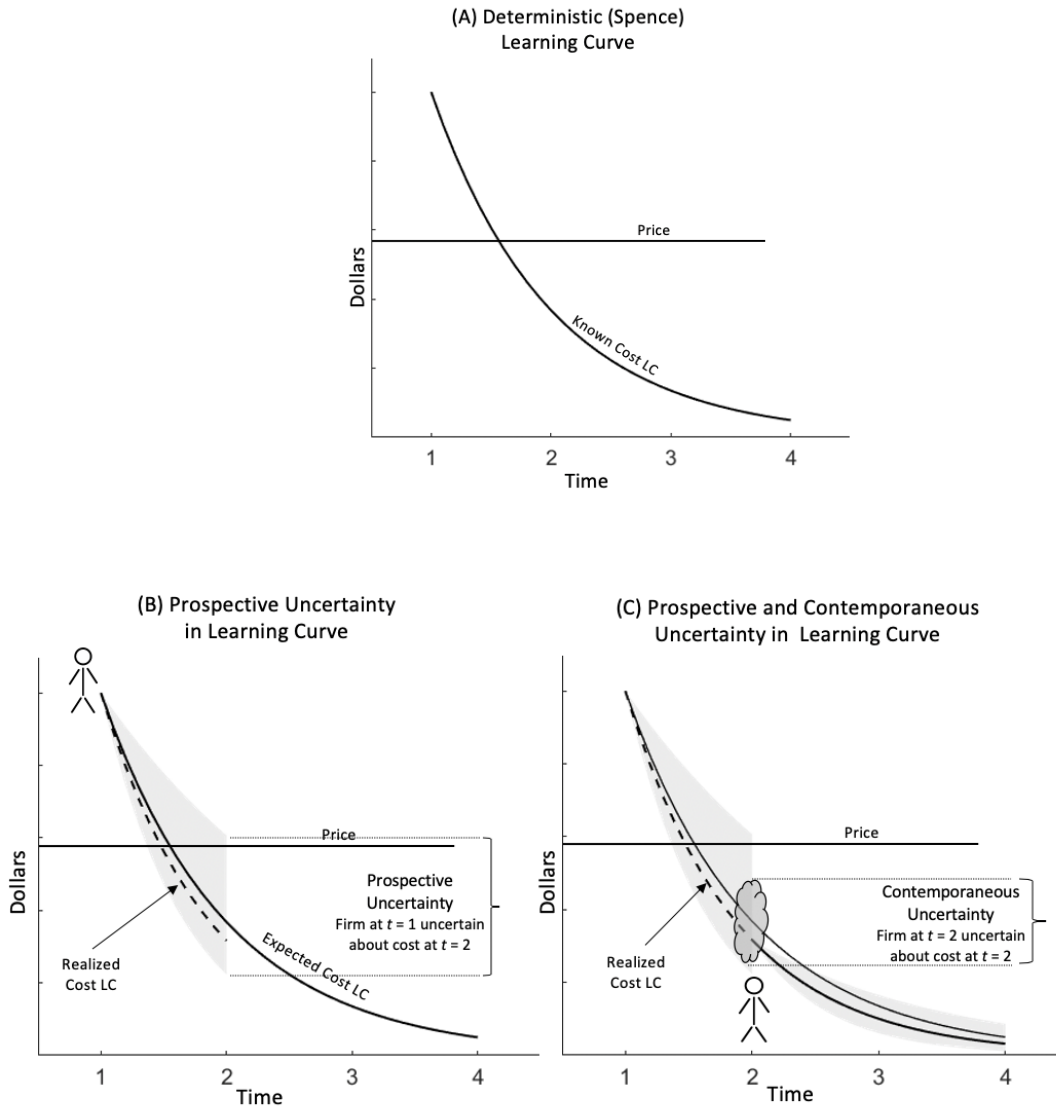 (A) Deterministic (Spence)
Learning Curve
Price
Dollars
Known Cost LC
1 2 3 4
Time
(B) Prospective Uncertainty
in Learning Curve
Price
Dollars
Prospective
Uncertainty
Firm at t = 1 uncertain
about cost at t = 2
Expected Cost LC
Realized
Cost LC
1 2 3 4
Time
(C) Prospective and Contemporaneous
Uncertainty in Learning Curve
Price
Dollars
Contemporaneous
Uncertainty
Firm at t = 2 uncertain
about cost at t = 2
Realized
Cost LC
1 2 3 4
Time